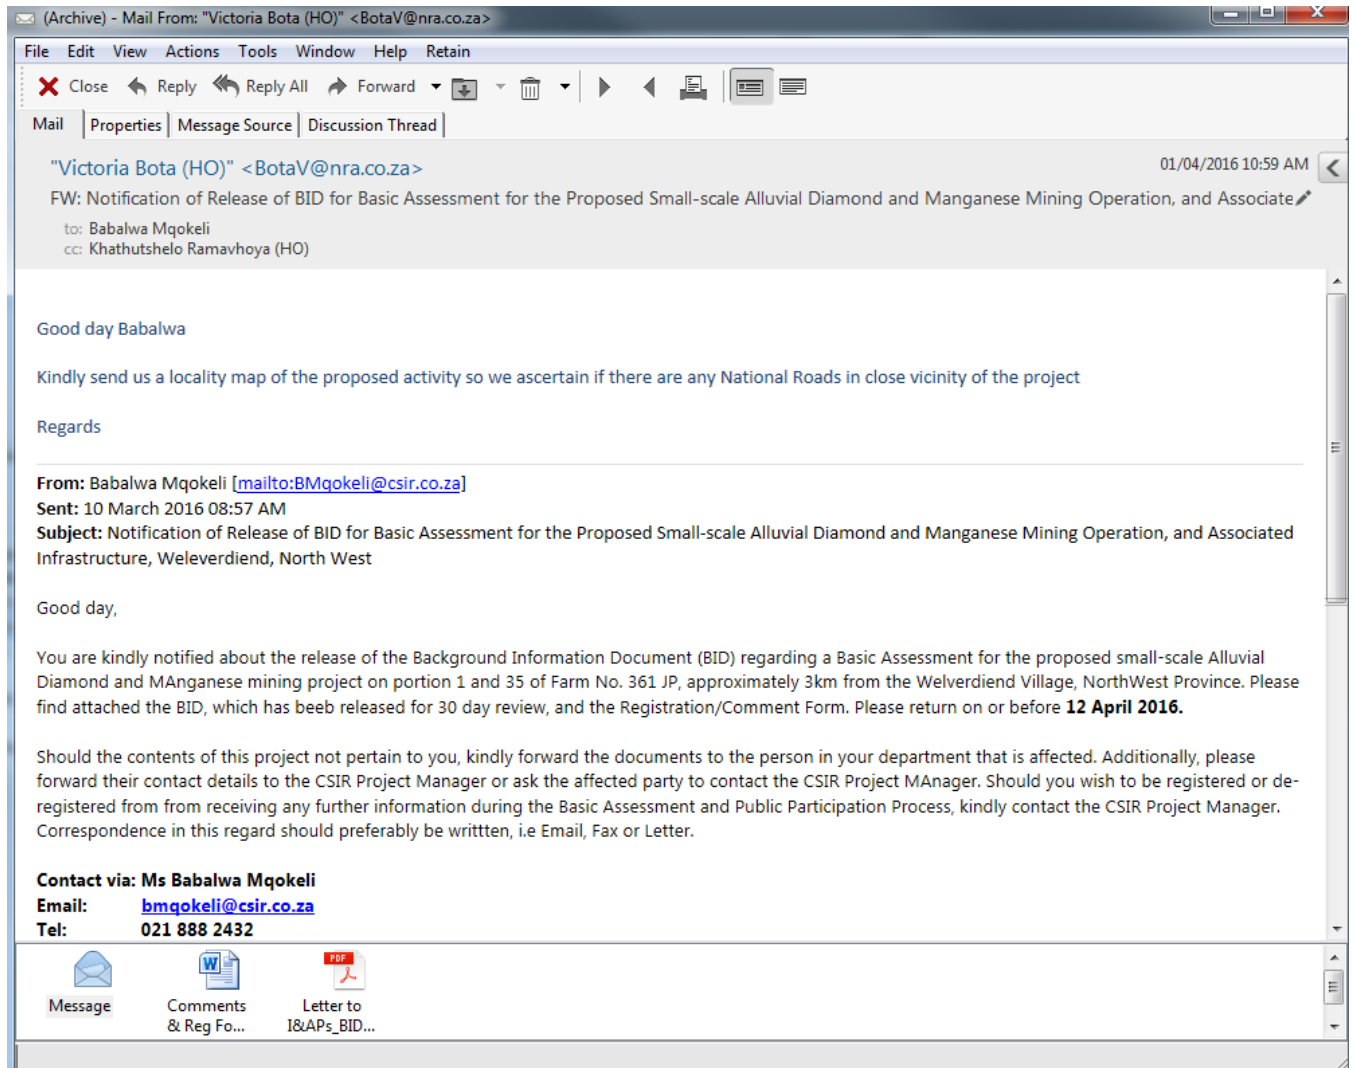 (Archive) - Mail From: "Victoria Bota (HO)" <BotaV@nra.co.za>
File Edit View Actions Tools Window Help Retain
Close Reply Reply All Forward
Mail Properties Message Source Discussion Thread
"Victoria Bota (HO)" <BotaV@nra.co.za>
01/04/2016 10:59 AM
FW: Notification of Release of BID for Basic Assessment for the Proposed Small-scale Alluvial Diamond and Manganese Mining Operation, and Associate
to: Babalwa Mqokeli
cc: Khathutshelo Ramavhoya (HO)
Good day Babalwa
Kindly send us a locality map of the proposed activity so we ascertain if there are any National Roads in close vicinity of the project
Regards
From: Babalwa Mqokeli [mailto:BMqokeli@csir.co.za]
Sent: 10 March 2016 08:57 AM
Subject: Notification of Release of BID for Basic Assessment for the Proposed Small-scale Alluvial Diamond and Manganese Mining Operation, and Associated
Infrastructure, Weleverdiend, North West
Good day,
You are kindly notified about the release of the Background Information Document (BID) regarding a Basic Assessment for the proposed small-scale Alluvial
Diamond and MAnganese mining project on portion 1 and 35 of Farm No. 361 JP, approximately 3km from the Welverdiend Village, NorthWest Province. Please
find attached the BID, which has beeb released for 30 day review, and the Registration/Comment Form. Please return on or before 12 April 2016.
Should the contents of this project not pertain to you, kindly forward the documents to the person in your department that is affected. Additionally, please
forward their contact details to the CSIR Project Manager or ask the affected party to contact the CSIR Project MAnager. Should you wish to be registered or de-
registered from from receiving any further information during the Basic Assessment and Public Participation Process, kindly contact the CSIR Project Manager.
Correspondence in this regard should preferably be writtten, i.e Email, Fax or Letter.
Contact via: Ms Babalwa Mqokeli
Email: bmqokeli@csir.co.za
Tel: 021 888 2432
Message
Comments
& Reg Fo...
PDF
Letter to
I&APs_BID...